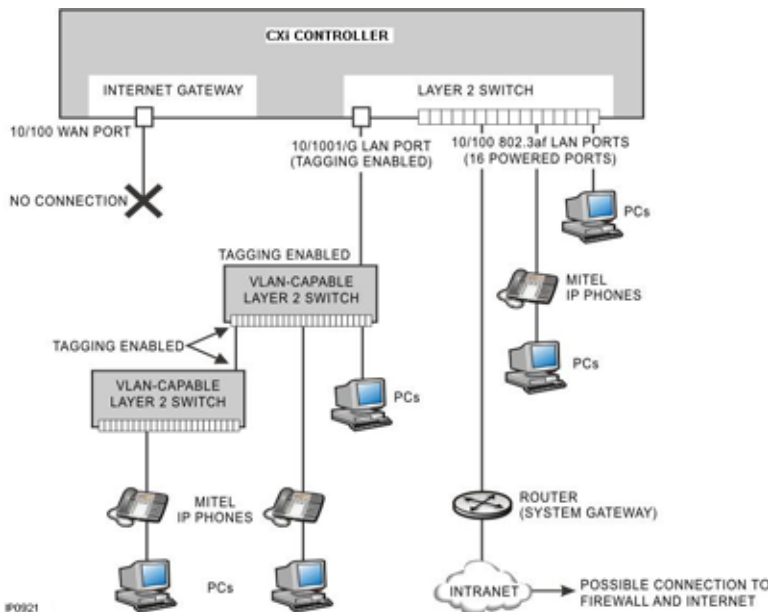 CXi CONTROLLER
INTERNET GATEWAY
LAYER 2 SWITCH
10/100 WAN PORT
10/1001/G LAN PORT
(TAGGING ENABLED)
10/100 802.3af LAN PORTS
(16 POWERED PORTS)
NO CONNECTION
PCs
TAGGING ENABLED
VLAN-CAPABLE
LAYER 2 SWITCH
MITEL
IP PHONES
TAGGING ENABLED
PCs
VLAN-CAPABLE
LAYER 2 SWITCH
PCs
MITEL
IP PHONES
ROUTER
(SYSTEM GATEWAY)
PCs
INTRANET
POSSIBLE CONNECTION TO
FIREWALL AND INTERNET
IP0921